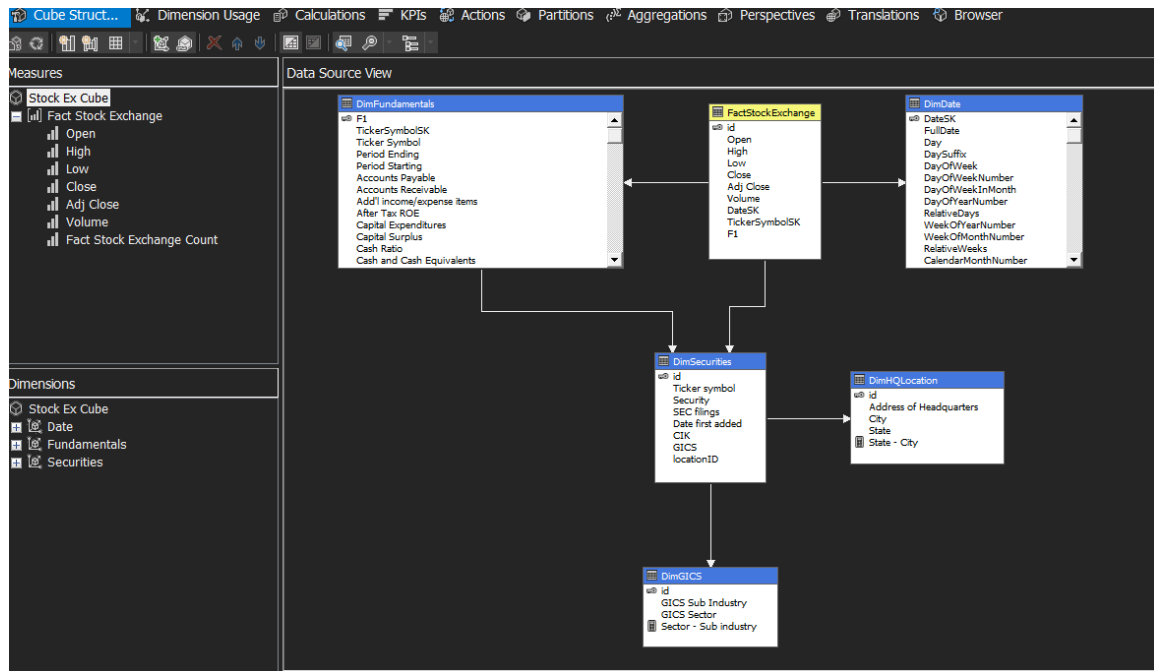 Cube Struct... Dimension Usage Calculations KPIs Actions Partitions Aggregations Perspectives Translations Browser
Measures
Stock Ex Cube
Fact Stock Exchange
Open
High
Low
Close
Adj Close
Volume
Fact Stock Exchange Count
Dimensions
Stock Ex Cube
Date
Fundamentals
Securities
Data Source View
DimFundamentals
F1
TickerSymbolSK
Ticker Symbol
Period Ending
Period Starting
Accounts Payable
Accounts Receivable
Add'l income/expense items
After Tax ROE
Capital Expenditures
Capital Surplus
Cash Ratio
Cash and Cash Equivalents
FactStockExchange
id
Open
High
Low
Close
Adj Close
Volume
DateSK
TickerSymbolSK
F1
DimDate
DateSK
FullDate
Day
DaySuffix
DayOfWeek
DayOfWeekNumber
DayOfWeekInMonth
DayOfYearNumber
RelativeDays
WeekOfYearNumber
WeekOfMonthNumber
RelativeWeeks
CalendarMonthNumber
DimSecurities
id
Ticker symbol
Security
SEC filings
Date first added
CIK
GICS
locationID
DimHQLocation
id
Address of Headquarters
City
State
State - City
DimGICS
id
GICS Sub Industry
GICS Sector
Sector - Sub industry